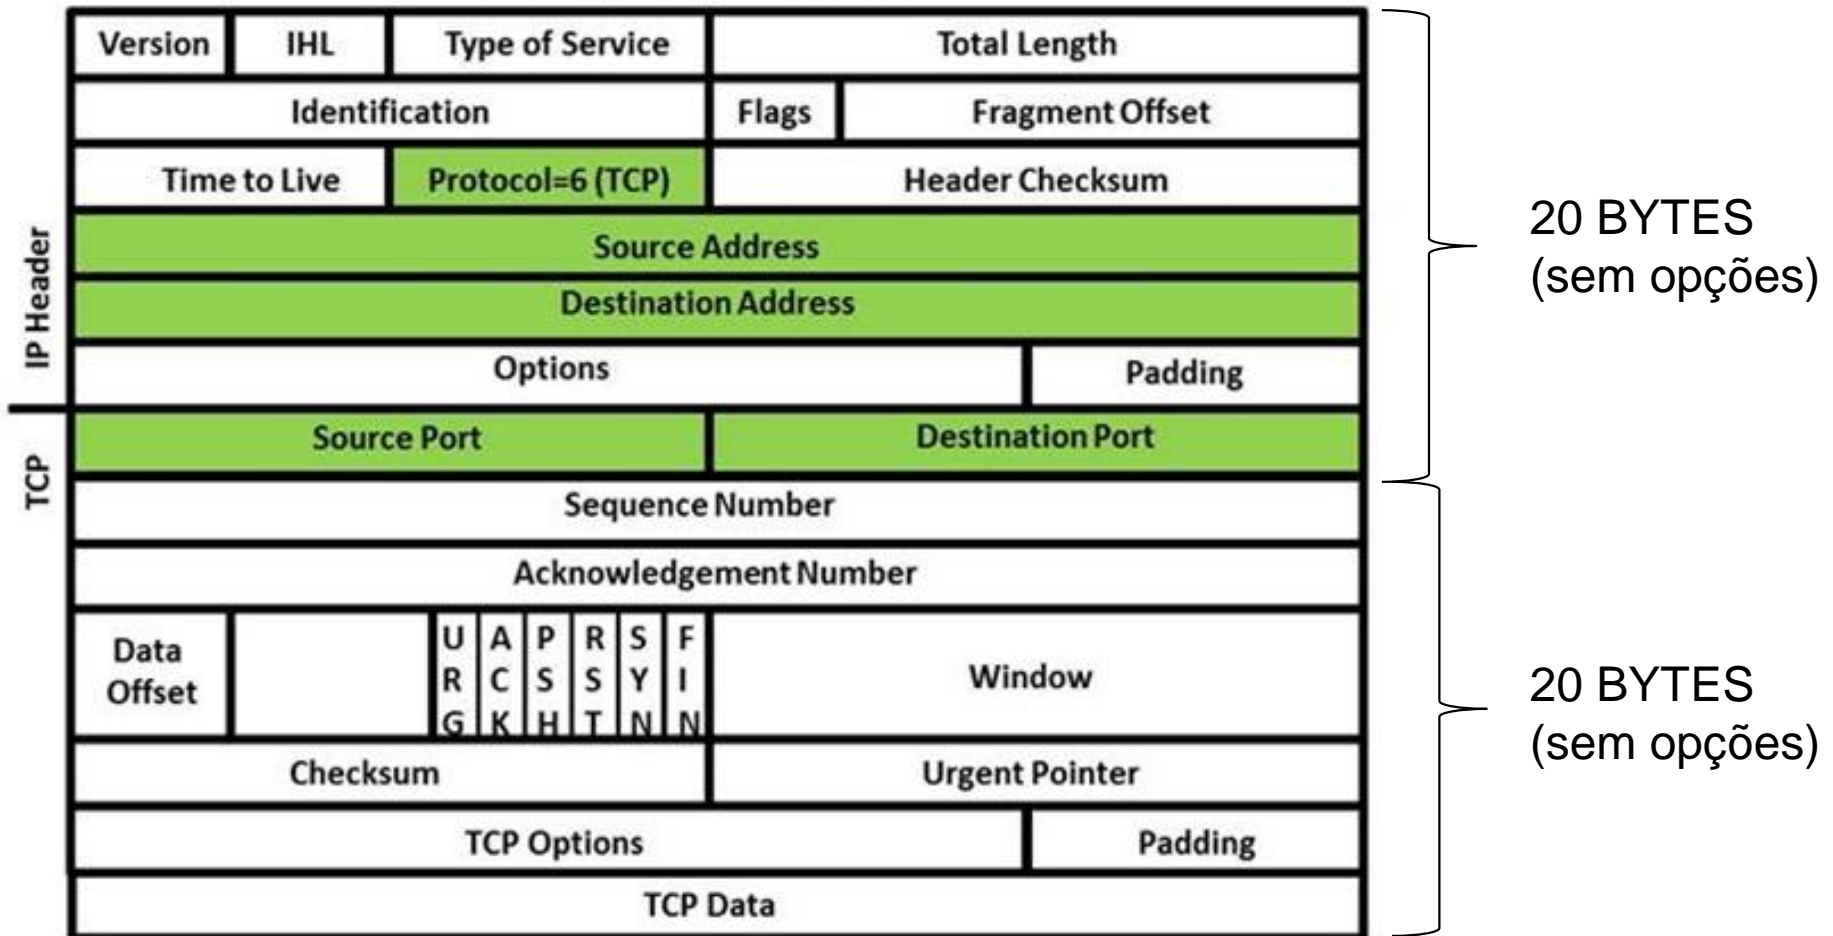 Version IHL Type of Service Total Length
Identification Flags Fragment Offset
Time to Live Protocol=6 (TCP) Header Checksum
Source Address
Destination Address
Options Padding
IP Header
20 BYTES
(sem opções)
Source Port Destination Port
TCP
Sequence Number
Acknowledgement Number
Data
Offset
URG ACK PSH RST SYN FIN
Window
Checksum Urgent Pointer
TCP Options Padding
TCP Data
20 BYTES
(sem opções)